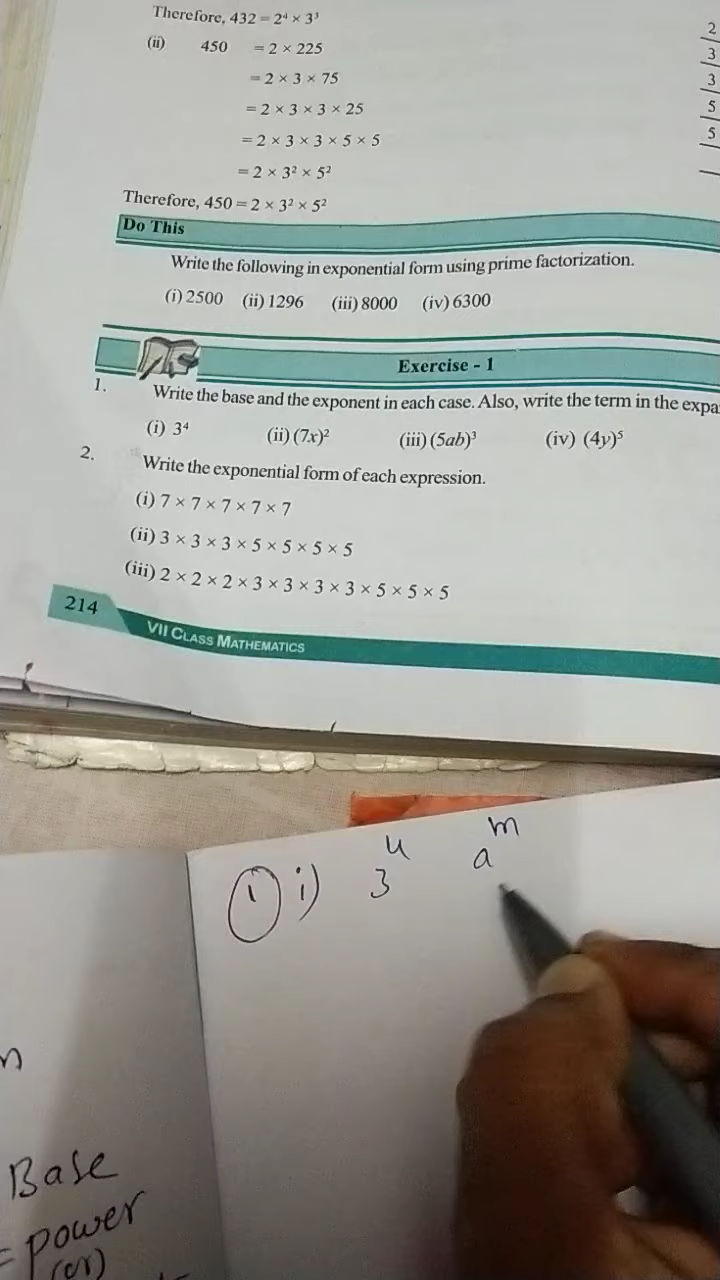 Therefore, 432 = 2⁴ × 3³
(ii) 450 = 2 × 225
= 2 × 3 × 75
= 2 × 3 × 3 × 25
= 2 × 3 × 3 × 5 × 5
= 2 × 3² × 5²
Therefore, 450 = 2 × 3² × 5²
2
3
3
5
5
Do This
Write the following in exponential form using prime factorization.
(i) 2500 (ii) 1296 (iii) 8000 (iv) 6300
Exercise - 1
1. Write the base and the exponent in each case. Also, write the term in the expa
(i) 3⁴ (ii) (7x)² (iii) (5ab)³ (iv) (4y)⁵
2. Write the exponential form of each expression.
(i) 7 × 7 × 7 × 7 × 7
(ii) 3 × 3 × 3 × 5 × 5 × 5 × 5
(iii) 2 × 2 × 2 × 3 × 3 × 3 × 3 × 5 × 5 × 5
214 VII CLASS MATHEMATICS
① i) 3⁴ aᵐ
Base
= power
(or)